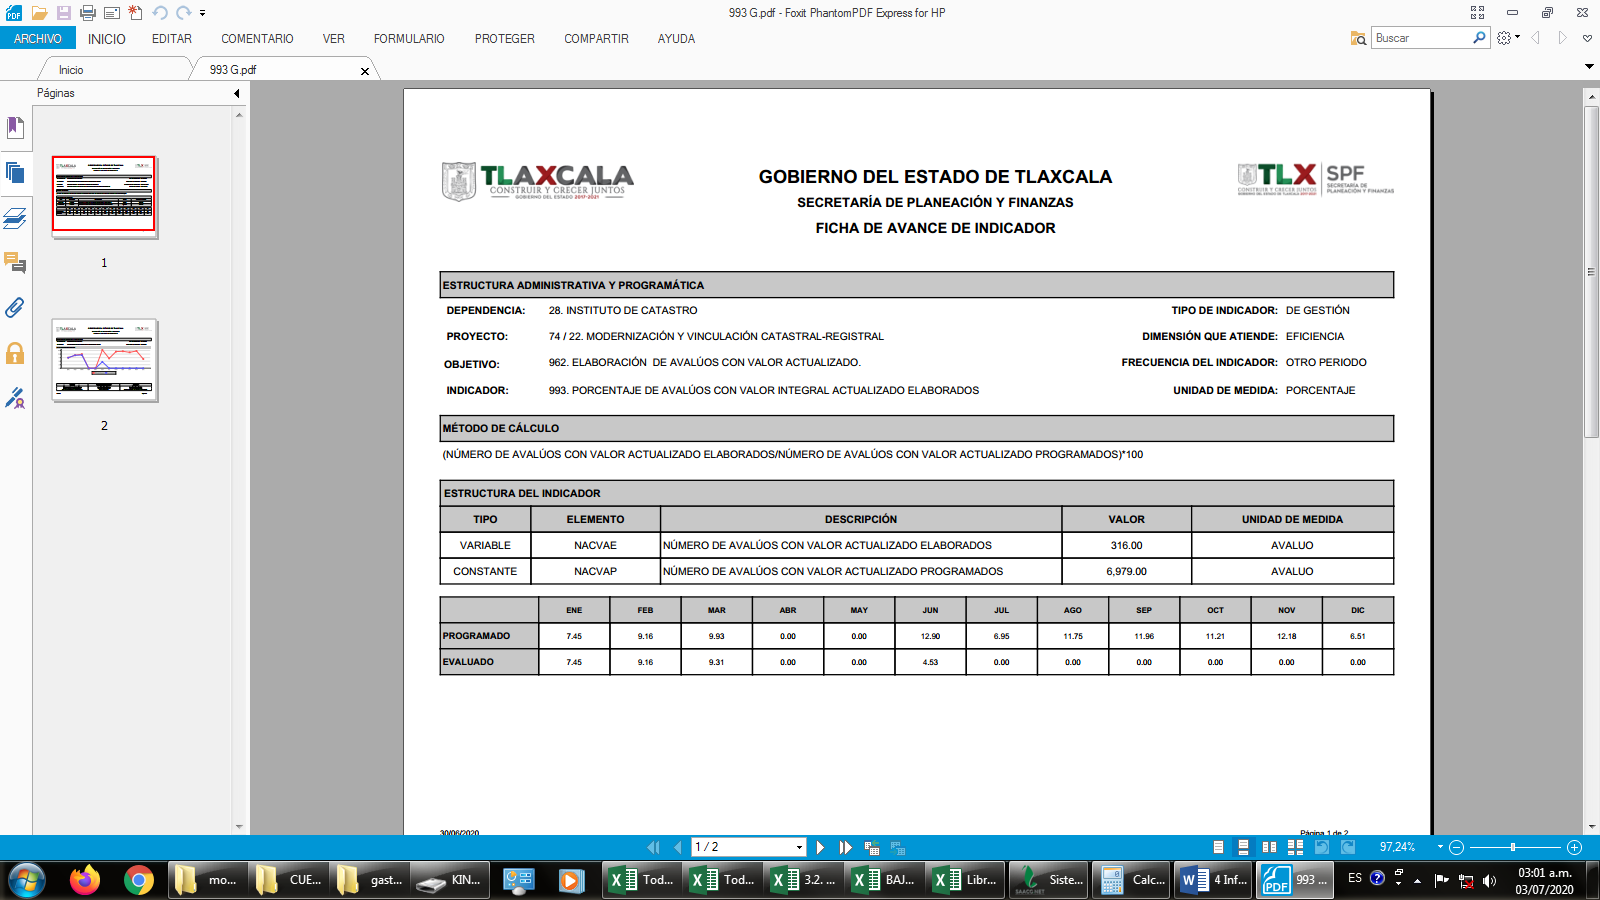 993 G.pdf - Foxit PhantomPDF Express for HP
ARCHIVO INICIO EDITAR COMENTARIO VER FORMULARIO PROTEGER COMPARTIR AYUDA
Buscar
Inicio 993 G.pdf
Páginas
1
2
TLAXCALA
CONSTRUIR Y CRECER JUNTOS
GOBIERNO DEL ESTADO 2017-2021
GOBIERNO DEL ESTADO DE TLAXCALA
SECRETARÍA DE PLANEACIÓN Y FINANZAS
FICHA DE AVANCE DE INDICADOR
TLX SPF
CONSTRUIR Y CRECER JUNTOS
SECRETARÍA DE
PLANEACIÓN Y FINANZAS
ESTRUCTURA ADMINISTRATIVA Y PROGRAMÁTICA
DEPENDENCIA: 28. INSTITUTO DE CATASTRO TIPO DE INDICADOR: DE GESTIÓN
PROYECTO: 74 / 22. MODERNIZACIÓN Y VINCULACIÓN CATASTRAL-REGISTRAL DIMENSIÓN QUE ATIENDE: EFICIENCIA
OBJETIVO: 962. ELABORACIÓN DE AVALÚOS CON VALOR ACTUALIZADO. FRECUENCIA DEL INDICADOR: OTRO PERIODO
INDICADOR: 993. PORCENTAJE DE AVALÚOS CON VALOR INTEGRAL ACTUALIZADO ELABORADOS UNIDAD DE MEDIDA: PORCENTAJE
MÉTODO DE CÁLCULO
(NÚMERO DE AVALÚOS CON VALOR ACTUALIZADO ELABORADOS/NÚMERO DE AVALÚOS CON VALOR ACTUALIZADO PROGRAMADOS)*100
ESTRUCTURA DEL INDICADOR
TIPO ELEMENTO DESCRIPCIÓN VALOR UNIDAD DE MEDIDA
VARIABLE NACVAE NÚMERO DE AVALÚOS CON VALOR ACTUALIZADO ELABORADOS 316.00 AVALUO
CONSTANTE NACVAP NÚMERO DE AVALÚOS CON VALOR ACTUALIZADO PROGRAMADOS 6,979.00 AVALUO
ENE FEB MAR ABR MAY JUN JUL AGO SEP OCT NOV DIC
PROGRAMADO 7.45 9.16 9.93 0.00 0.00 12.90 6.95 11.75 11.96 11.21 12.18 6.51
EVALUADO 7.45 9.16 9.31 0.00 0.00 4.53 0.00 0.00 0.00 0.00 0.00 0.00
30/06/2020 Página 1 de 2
1 / 2 97,24%
mo... CUE... gast... KIN... Tod... Tod... 3.2. ... BAJ... Libr... Siste... Calc... 4 Inf... 993 ... ES 03:01 a.m.
03/07/2020